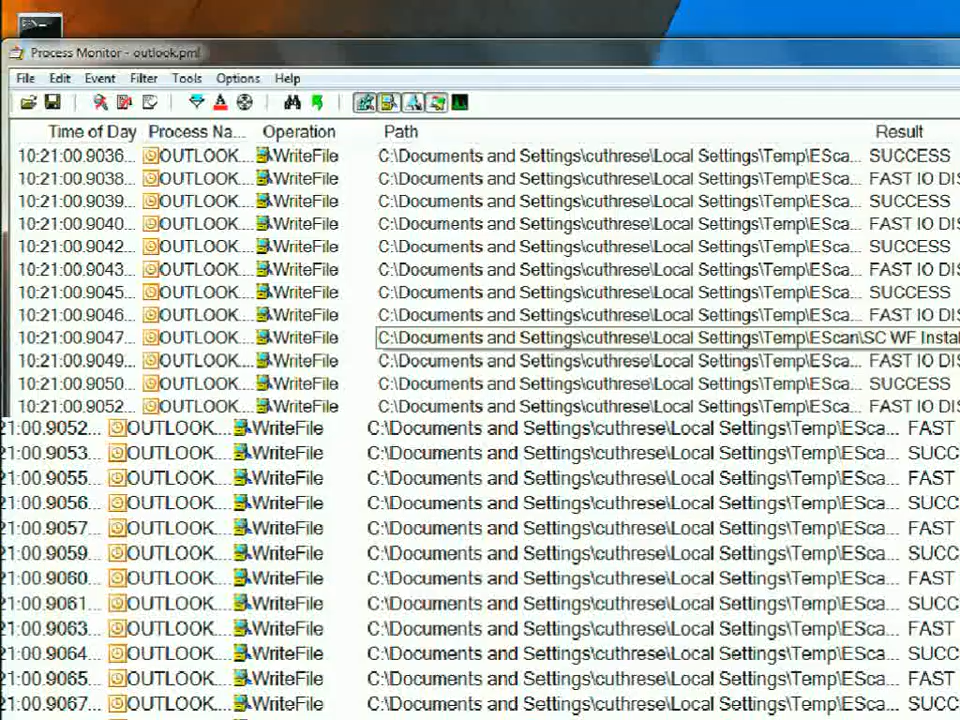 Process Monitor - outlook.pml
File Edit Event Filter Tools Options Help
Time of Day Process Na... Operation Path Result
10:21:00.9036... OUTLOOK.... WriteFile C:\Documents and Settings\cuthrese\Local Settings\Temp\ESca... SUCCESS
10:21:00.9038... OUTLOOK.... WriteFile C:\Documents and Settings\cuthrese\Local Settings\Temp\ESca... FAST IO DIS
10:21:00.9039... OUTLOOK.... WriteFile C:\Documents and Settings\cuthrese\Local Settings\Temp\ESca... SUCCESS
10:21:00.9040... OUTLOOK.... WriteFile C:\Documents and Settings\cuthrese\Local Settings\Temp\ESca... FAST IO DIS
10:21:00.9042... OUTLOOK.... WriteFile C:\Documents and Settings\cuthrese\Local Settings\Temp\ESca... SUCCESS
10:21:00.9043... OUTLOOK.... WriteFile C:\Documents and Settings\cuthrese\Local Settings\Temp\ESca... FAST IO DIS
10:21:00.9045... OUTLOOK.... WriteFile C:\Documents and Settings\cuthrese\Local Settings\Temp\ESca... SUCCESS
10:21:00.9046... OUTLOOK.... WriteFile C:\Documents and Settings\cuthrese\Local Settings\Temp\ESca... FAST IO DIS
10:21:00.9047... OUTLOOK.... WriteFile C:\Documents and Settings\cuthrese\Local Settings\Temp\EScan\SC WF Instal
10:21:00.9049... OUTLOOK.... WriteFile C:\Documents and Settings\cuthrese\Local Settings\Temp\ESca... FAST IO DIS
10:21:00.9050... OUTLOOK.... WriteFile C:\Documents and Settings\cuthrese\Local Settings\Temp\ESca... SUCCESS
10:21:00.9052... OUTLOOK.... WriteFile C:\Documents and Settings\cuthrese\Local Settings\Temp\ESca... FAST IO DIS
21:00.9052... OUTLOOK.... WriteFile C:\Documents and Settings\cuthrese\Local Settings\Temp\ESca... FAST
21:00.9053... OUTLOOK.... WriteFile C:\Documents and Settings\cuthrese\Local Settings\Temp\ESca... SUCC
21:00.9055... OUTLOOK.... WriteFile C:\Documents and Settings\cuthrese\Local Settings\Temp\ESca... FAST
21:00.9056... OUTLOOK.... WriteFile C:\Documents and Settings\cuthrese\Local Settings\Temp\ESca... SUCC
21:00.9057... OUTLOOK.... WriteFile C:\Documents and Settings\cuthrese\Local Settings\Temp\ESca... FAST
21:00.9059... OUTLOOK.... WriteFile C:\Documents and Settings\cuthrese\Local Settings\Temp\ESca... SUCC
21:00.9060... OUTLOOK.... WriteFile C:\Documents and Settings\cuthrese\Local Settings\Temp\ESca... FAST
21:00.9061... OUTLOOK.... WriteFile C:\Documents and Settings\cuthrese\Local Settings\Temp\ESca... SUCC
21:00.9063... OUTLOOK.... WriteFile C:\Documents and Settings\cuthrese\Local Settings\Temp\ESca... FAST
21:00.9064... OUTLOOK.... WriteFile C:\Documents and Settings\cuthrese\Local Settings\Temp\ESca... SUCC
21:00.9065... OUTLOOK.... WriteFile C:\Documents and Settings\cuthrese\Local Settings\Temp\ESca... FAST
21:00.9067... OUTLOOK.... WriteFile C:\Documents and Settings\cuthrese\Local Settings\Temp\ESca... SUCC